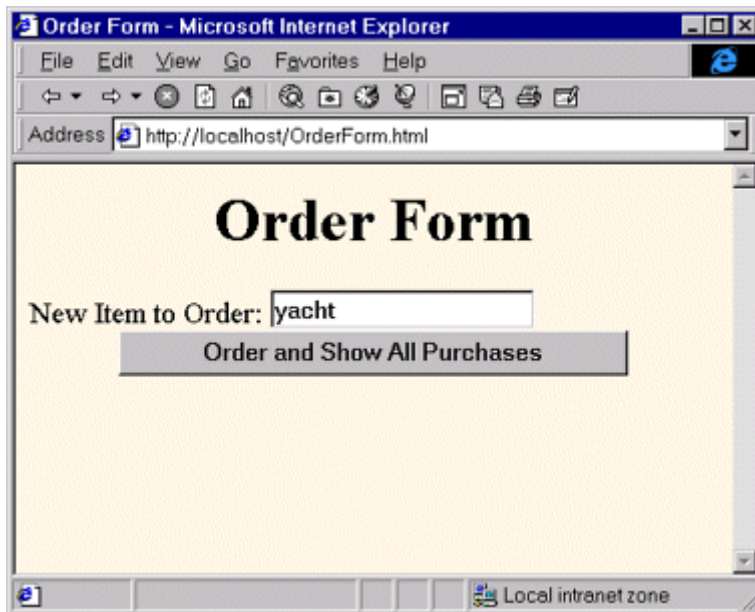 Order Form - Microsoft Internet Explorer
File Edit View Go Favorites Help
Address http://localhost/OrderForm.html
Order Form
New Item to Order: yacht
Order and Show All Purchases
Local intranet zone